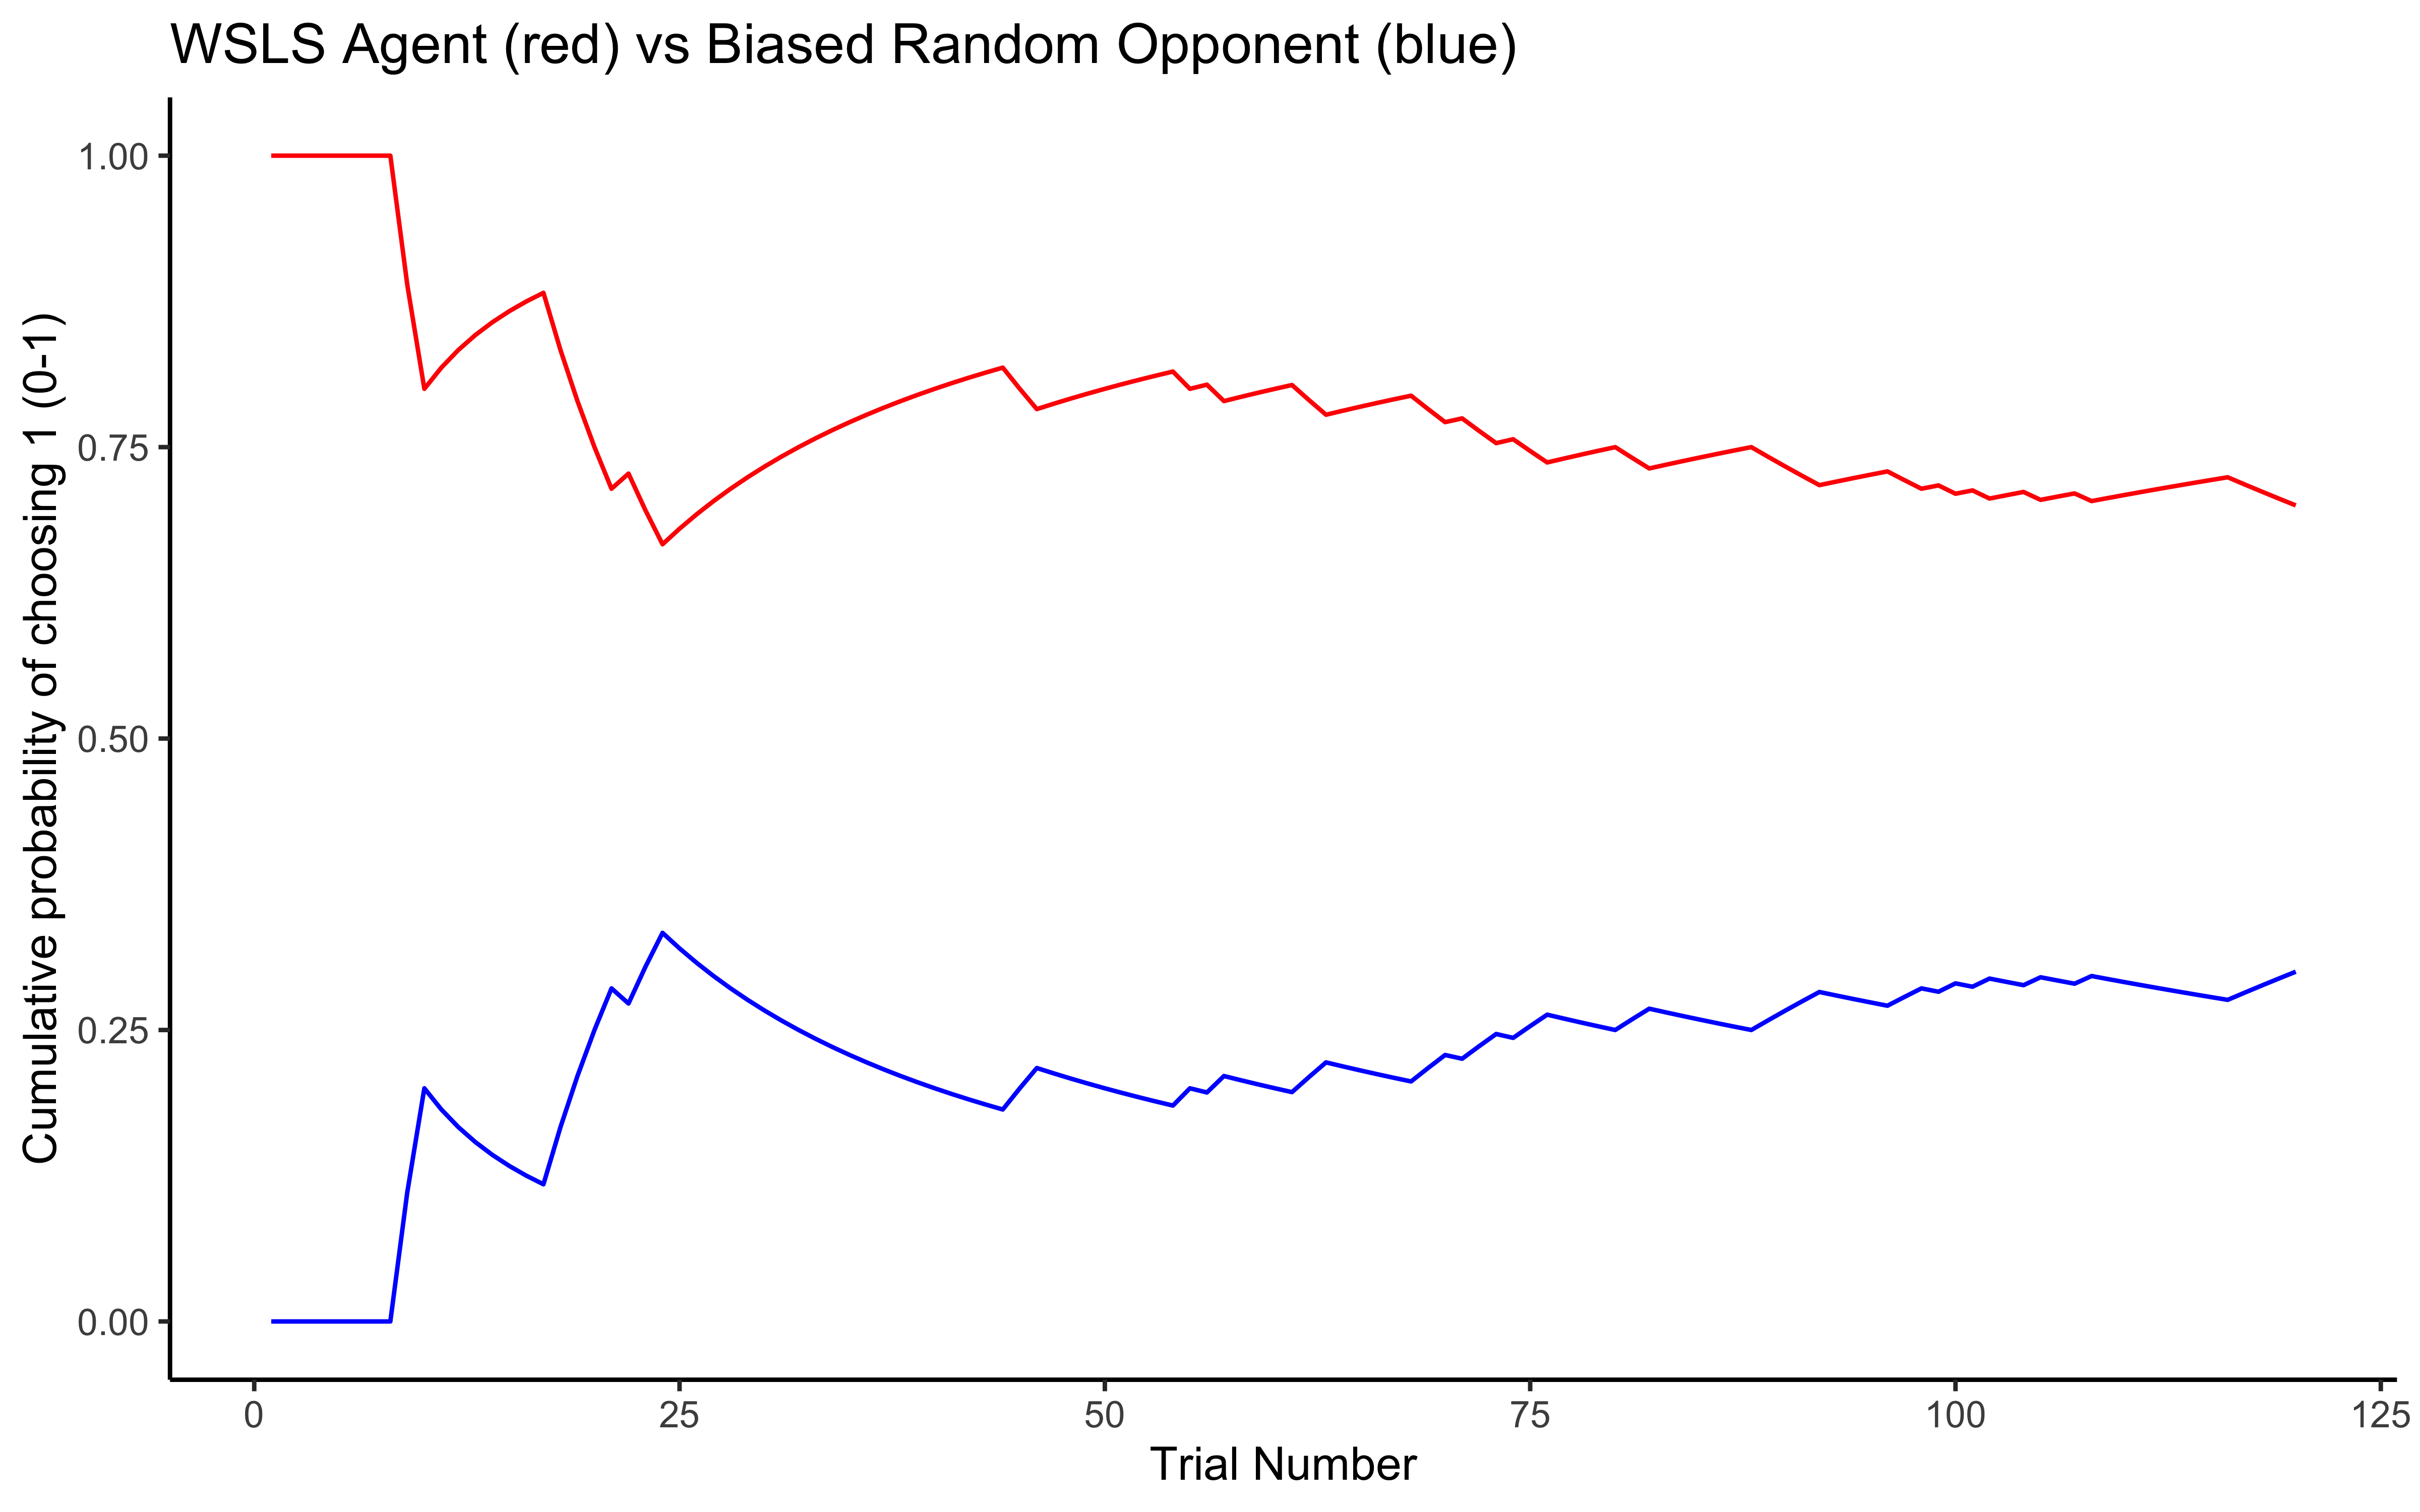 WSLS Agent (red) vs Biased Random Opponent (blue)
Cumulative probability of choosing 1 (0-1)
1.00
0.75
0.50
0.25
0.00
0 25 50 75 100 125
Trial Number